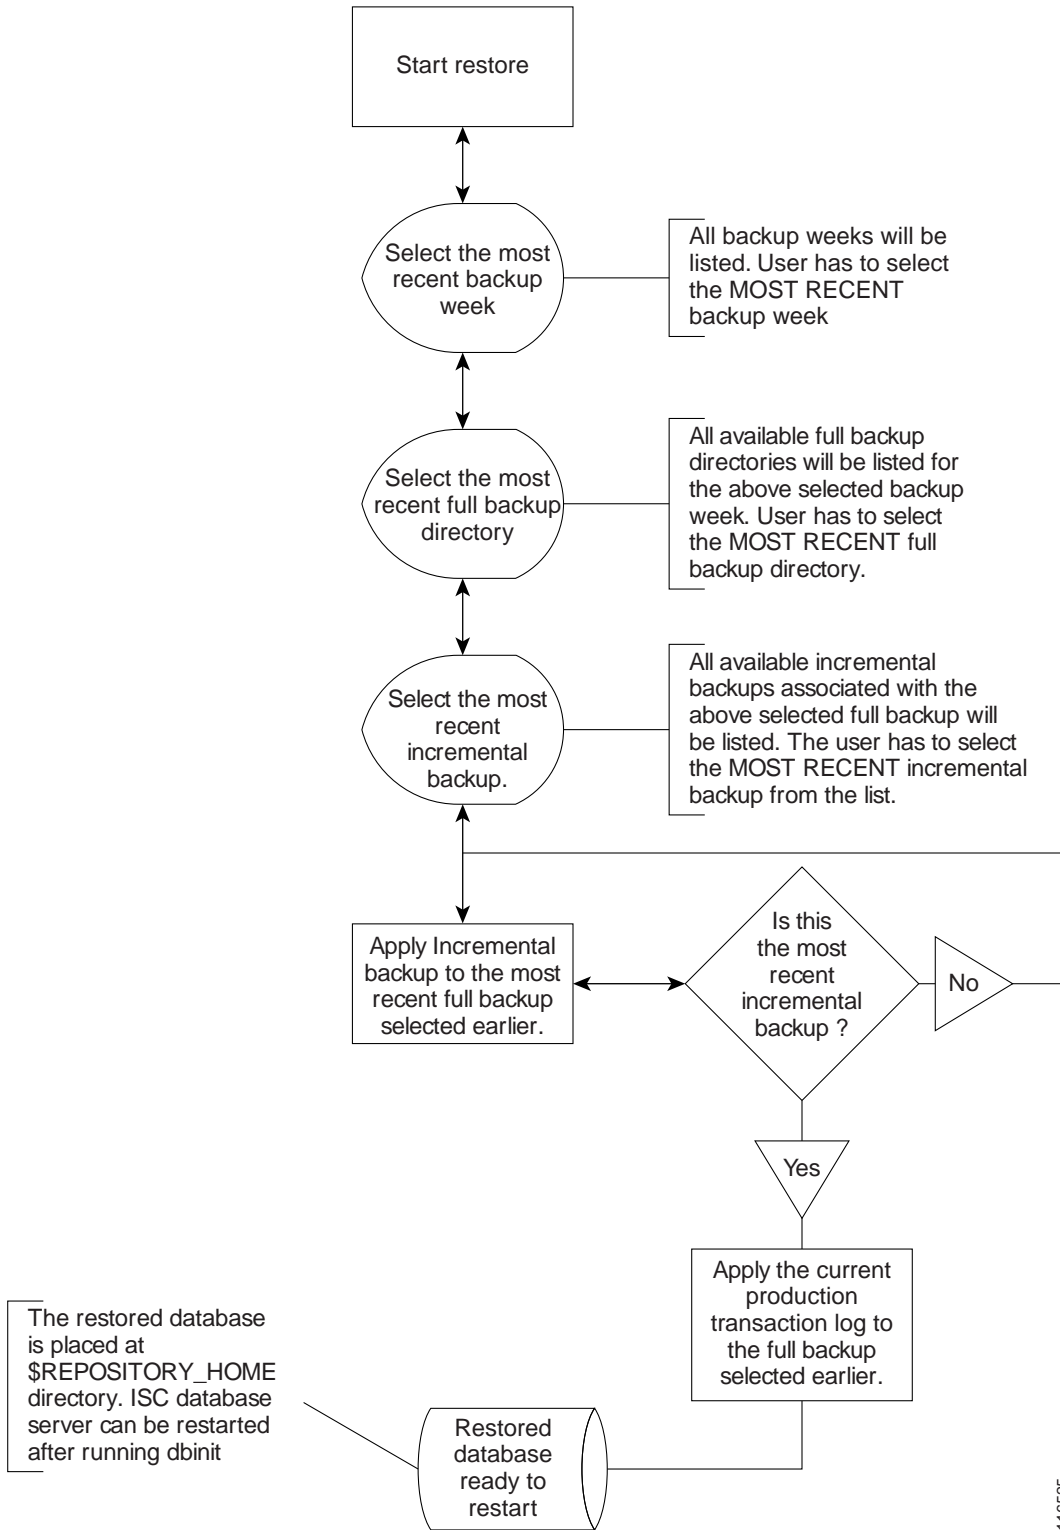 Start restore
Select the most
recent backup
week
All backup weeks will be
listed. User has to select
the MOST RECENT
backup week
Select the most
recent full backup
directory
All available full backup
directories will be listed for
the above selected backup
week. User has to select
the MOST RECENT full
backup directory.
Select the most
recent
incremental
backup.
All available incremental
backups associated with the
above selected full backup will
be listed. The user has to select
the MOST RECENT incremental
backup from the list.
Apply Incremental
backup to the most
recent full backup
selected earlier.
Is this
the most
recent
incremental
backup ?
No
Yes
Apply the current
production
transaction log to
the full backup
selected earlier.
The restored database
is placed at
$REPOSITORY_HOME
directory. ISC database
server can be restarted
after running dbinit
Restored
database
ready to
restart